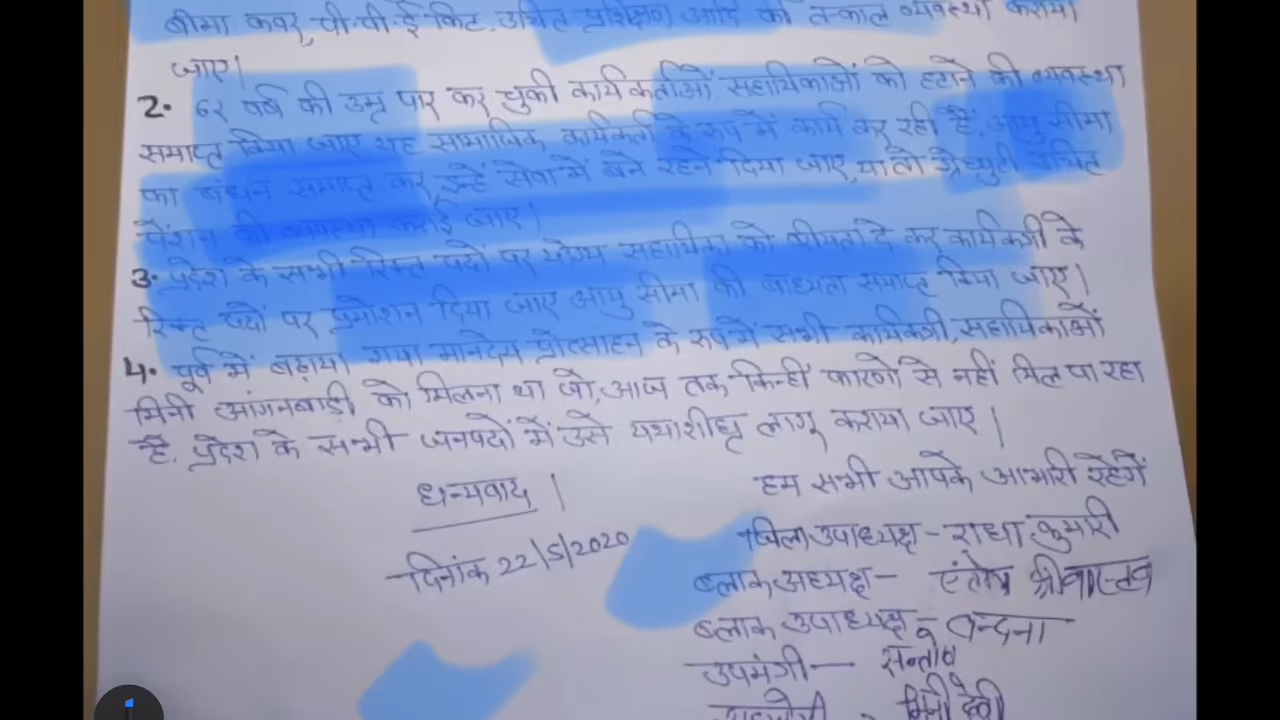 बीमा कवर, पी-पी-ई किट, उचित प्रशिक्षण आदि की तत्काल व्यवस्था कराया
जाए।
2. 62 वर्ष की उम्र पार कर चुकी कार्यकर्तीओं, सहायिकाओं को हटाने की व्यवस्था
समाप्त किया जाए यह सामाजिक कार्यकर्ती के रूप में कार्य कर रही हैं, आयु सीमा
का बंधन समाप्त कर, इन्हें सेवा में बने रहने दिया जाए, या तो ग्रेच्युटी उचित
पेंशन की व्यवस्था कराई जाए।
3. प्रदेश के सभी रिक्त पदों पर योग्य सहायिका को वरीयता दे कर कार्यकर्ती के
रिक्त पदों पर प्रमोशन दिया जाए आयु सीमा की बाध्यता समाप्त किया जाए।
4. पूर्व में बढ़ाया गया मानदेय प्रोत्साहन के रूप में सभी कार्यकर्ती, सहायिकाओं
मिनी आंगनबाड़ी को मिलना था जो, आज तक किन्हीं कारणों से नहीं मिल पा रहा
है. प्रदेश के सभी जनपदों में उसे यथाशीघ्र लागू कराया जाए।
धन्यवाद।
हम सभी आपके आभारी रहेंगें
दिनांक 22/5/2020
जिला उपाध्यक्ष - राधा कुमारी
ब्लाक अध्यक्ष - श्रीवास्तव
ब्लाक उपाध्यक्ष - वन्दना
उपमंत्री - सन्तोष
देवी